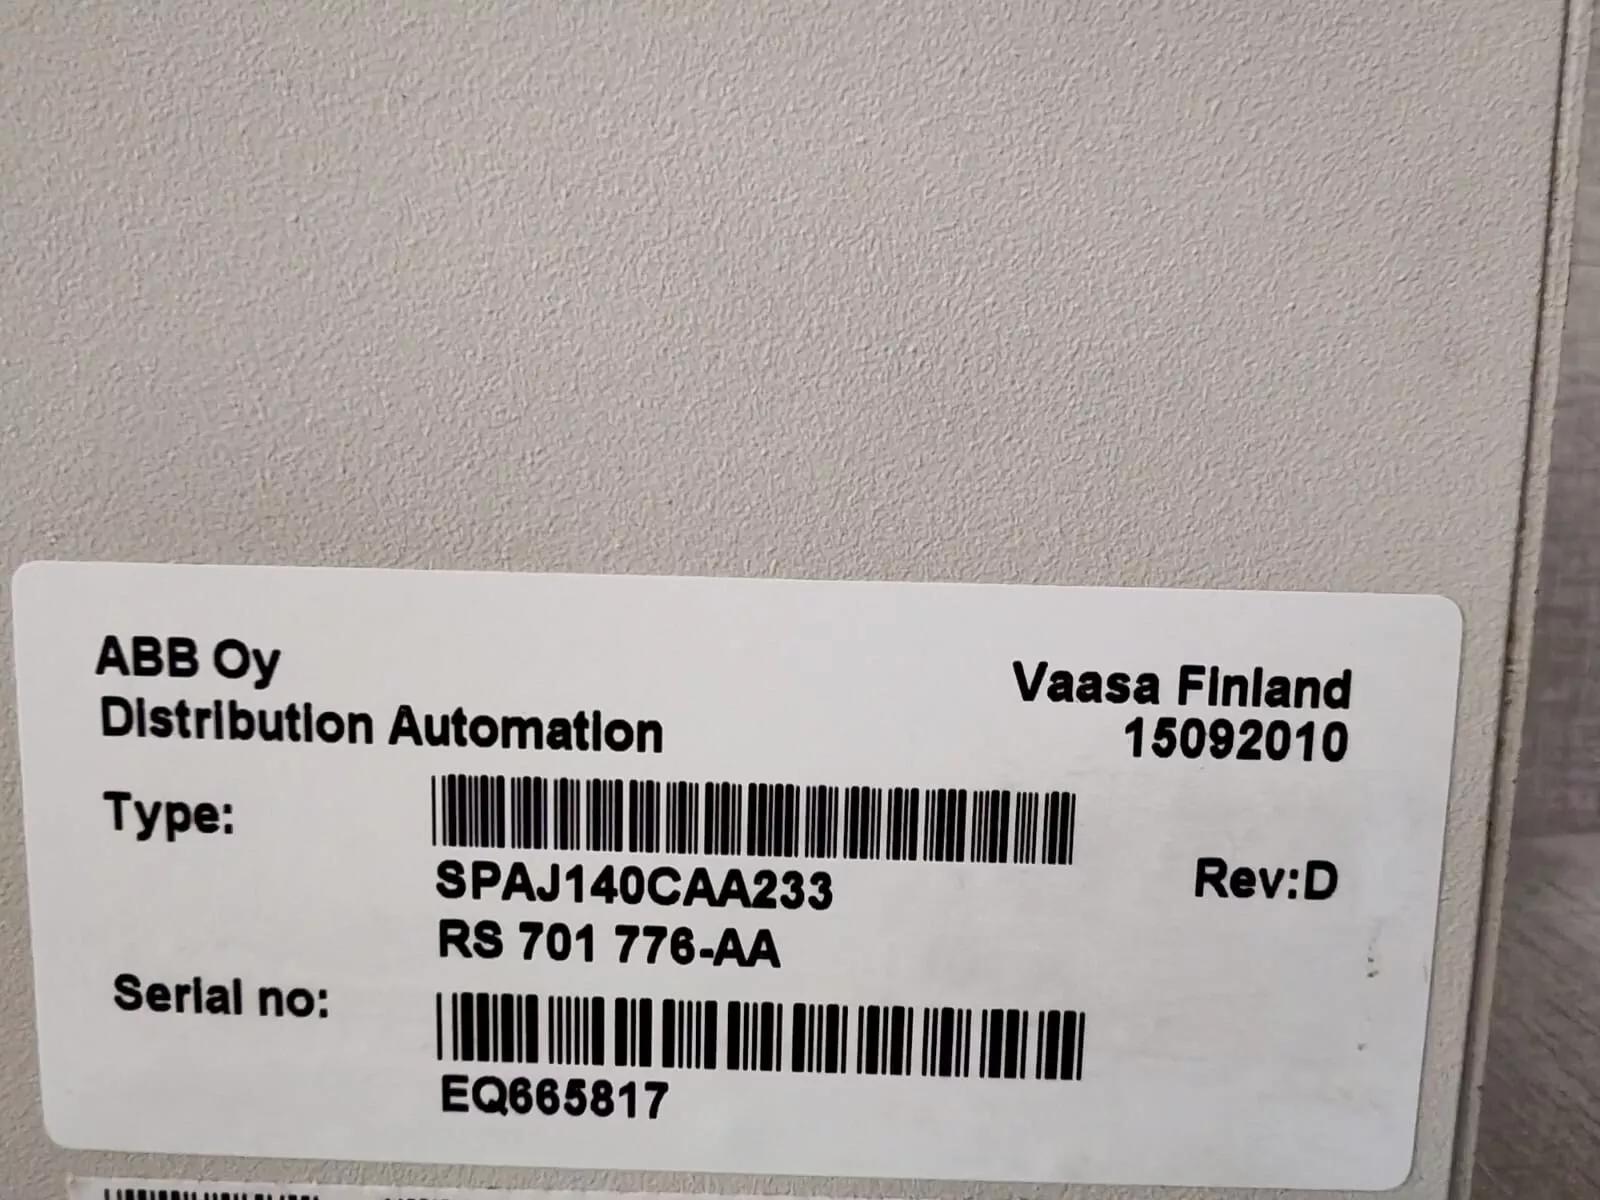 ABB Oy
Distribution Automation
Vaasa Finland
15092010
Type:
SPAJ140CAA233
RS 701 776-AA
Rev:D
Serial no:
EQ665817